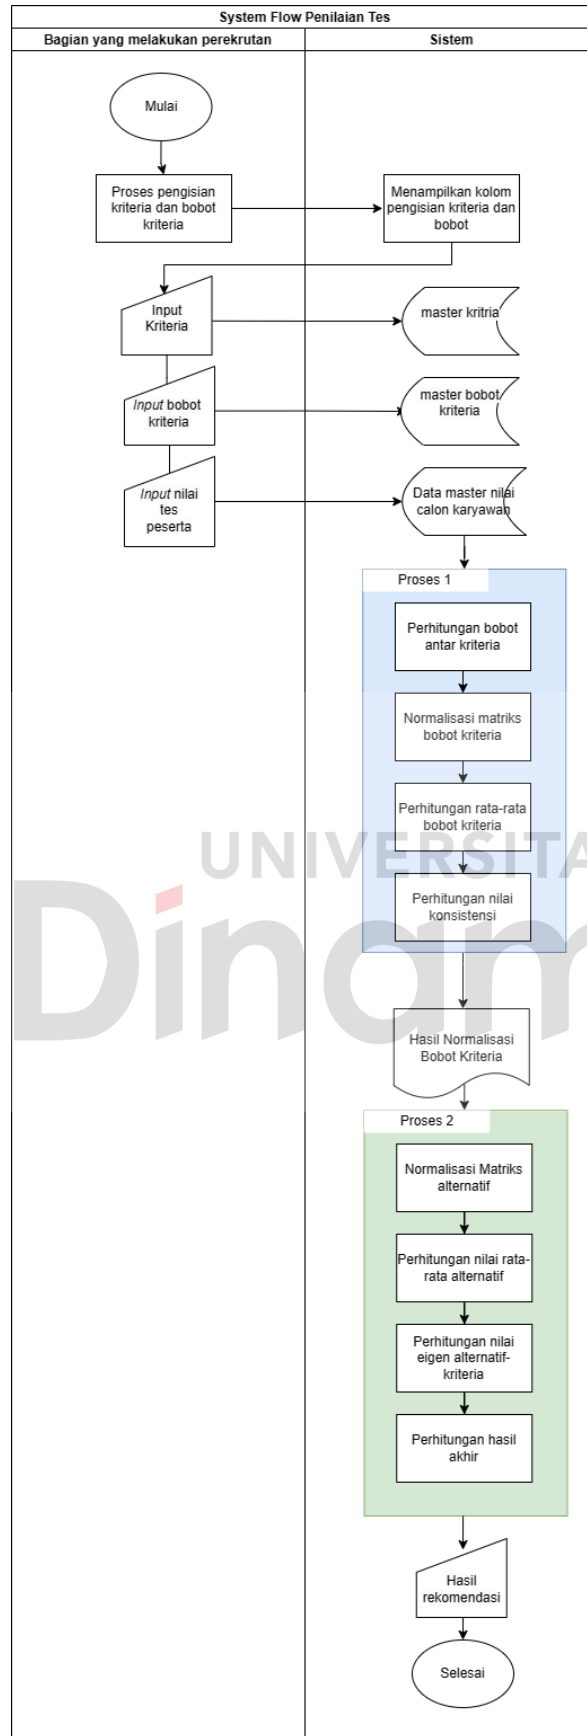 System Flow Penilaian Tes
Bagian yang melakukan perekrutan
Sistem
Mulai
Proses pengisian
kriteria dan bobot
kriteria
Menampilkan kolom
pengisian kriteria dan
bobot
Input
Kriteria
master kritria
Input bobot
kriteria
master bobot
kriteria
Input nilai
tes
peserta
Data master nilai
calon karyawan
Proses 1
Perhitungan bobot
antar kriteria
Normalisasi matriks
bobot kriteria
Perhitungan rata-rata
bobot kriteria
UNIVERSITA
Perhitungan nilai
konsistensi
Dinam
Hasil Normalisasi
Bobot Kriteria
Proses 2
Normalisasi Matriks
alternatif
Perhitungan nilai rata-
rata alternatif
Perhitungan nilai
eigen alternatif-
kriteria
Perhitungan hasil
akhir
Hasil
rekomendasi
Selesai